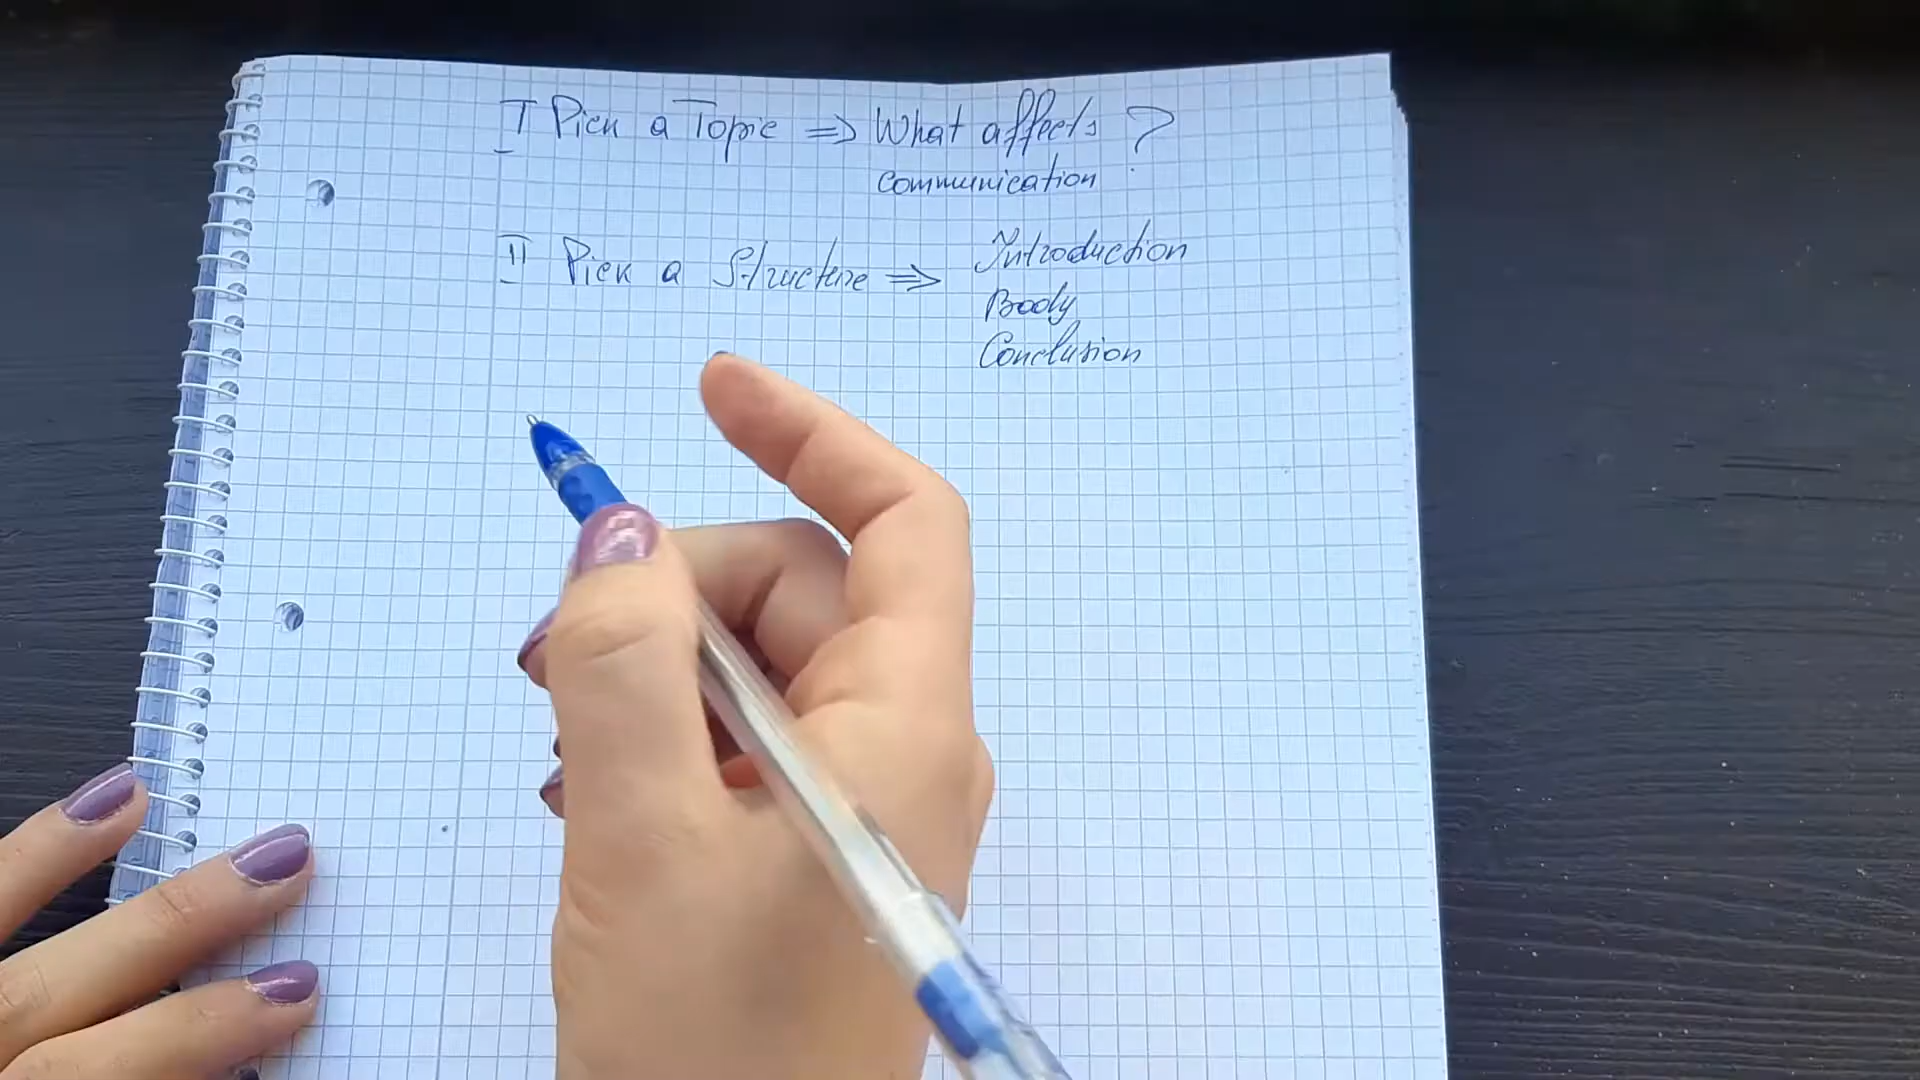 I Pick a Topic => What affects ?
communication
II Pick a Structure => Introduction
Body
Conclusion